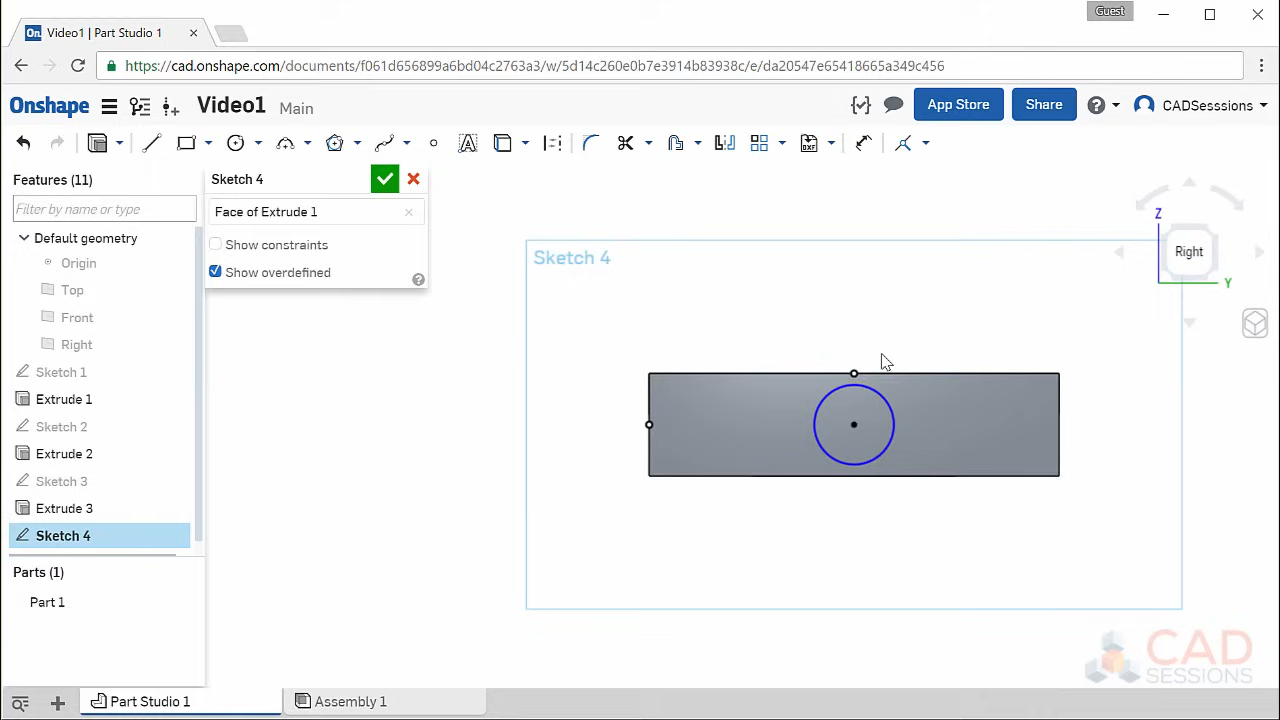 Guest
On Video1 | Part Studio 1
https://cad.onshape.com/documents/f061d656899a6bd04c2763a3/w/5d14c260e0b7e3914b83938c/e/da20547e65418665a349c456
Onshape Video1 Main App Store Share CADSesssions
A DXF
Features (11)
Filter by name or type
Default geometry
Origin
Top
Front
Right
Sketch 1
Extrude 1
Sketch 2
Extrude 2
Sketch 3
Extrude 3
Sketch 4
Parts (1)
Part 1
Sketch 4
Face of Extrude 1
Show constraints
Show overdefined
Sketch 4
Z
Right
Y
CAD
SESSIONS
Part Studio 1 Assembly 1